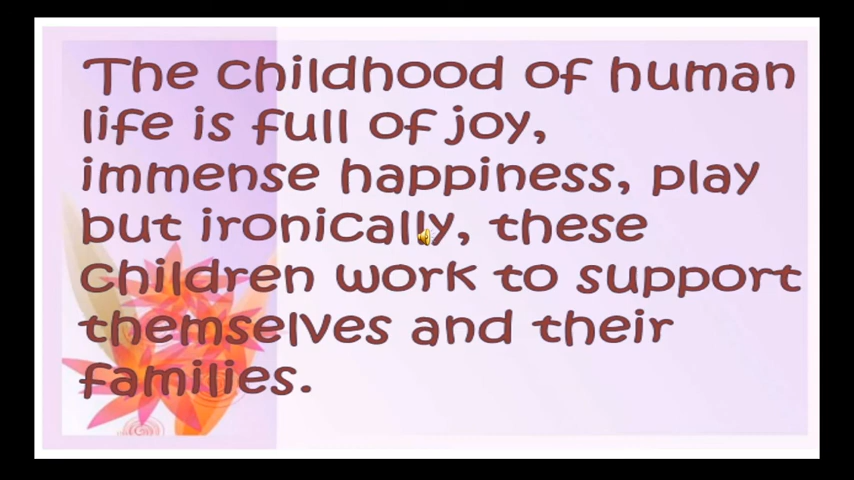 The childhood of human
life is full of joy,
immense happiness, play
but ironically, these
children work to support
themselves and their
families.